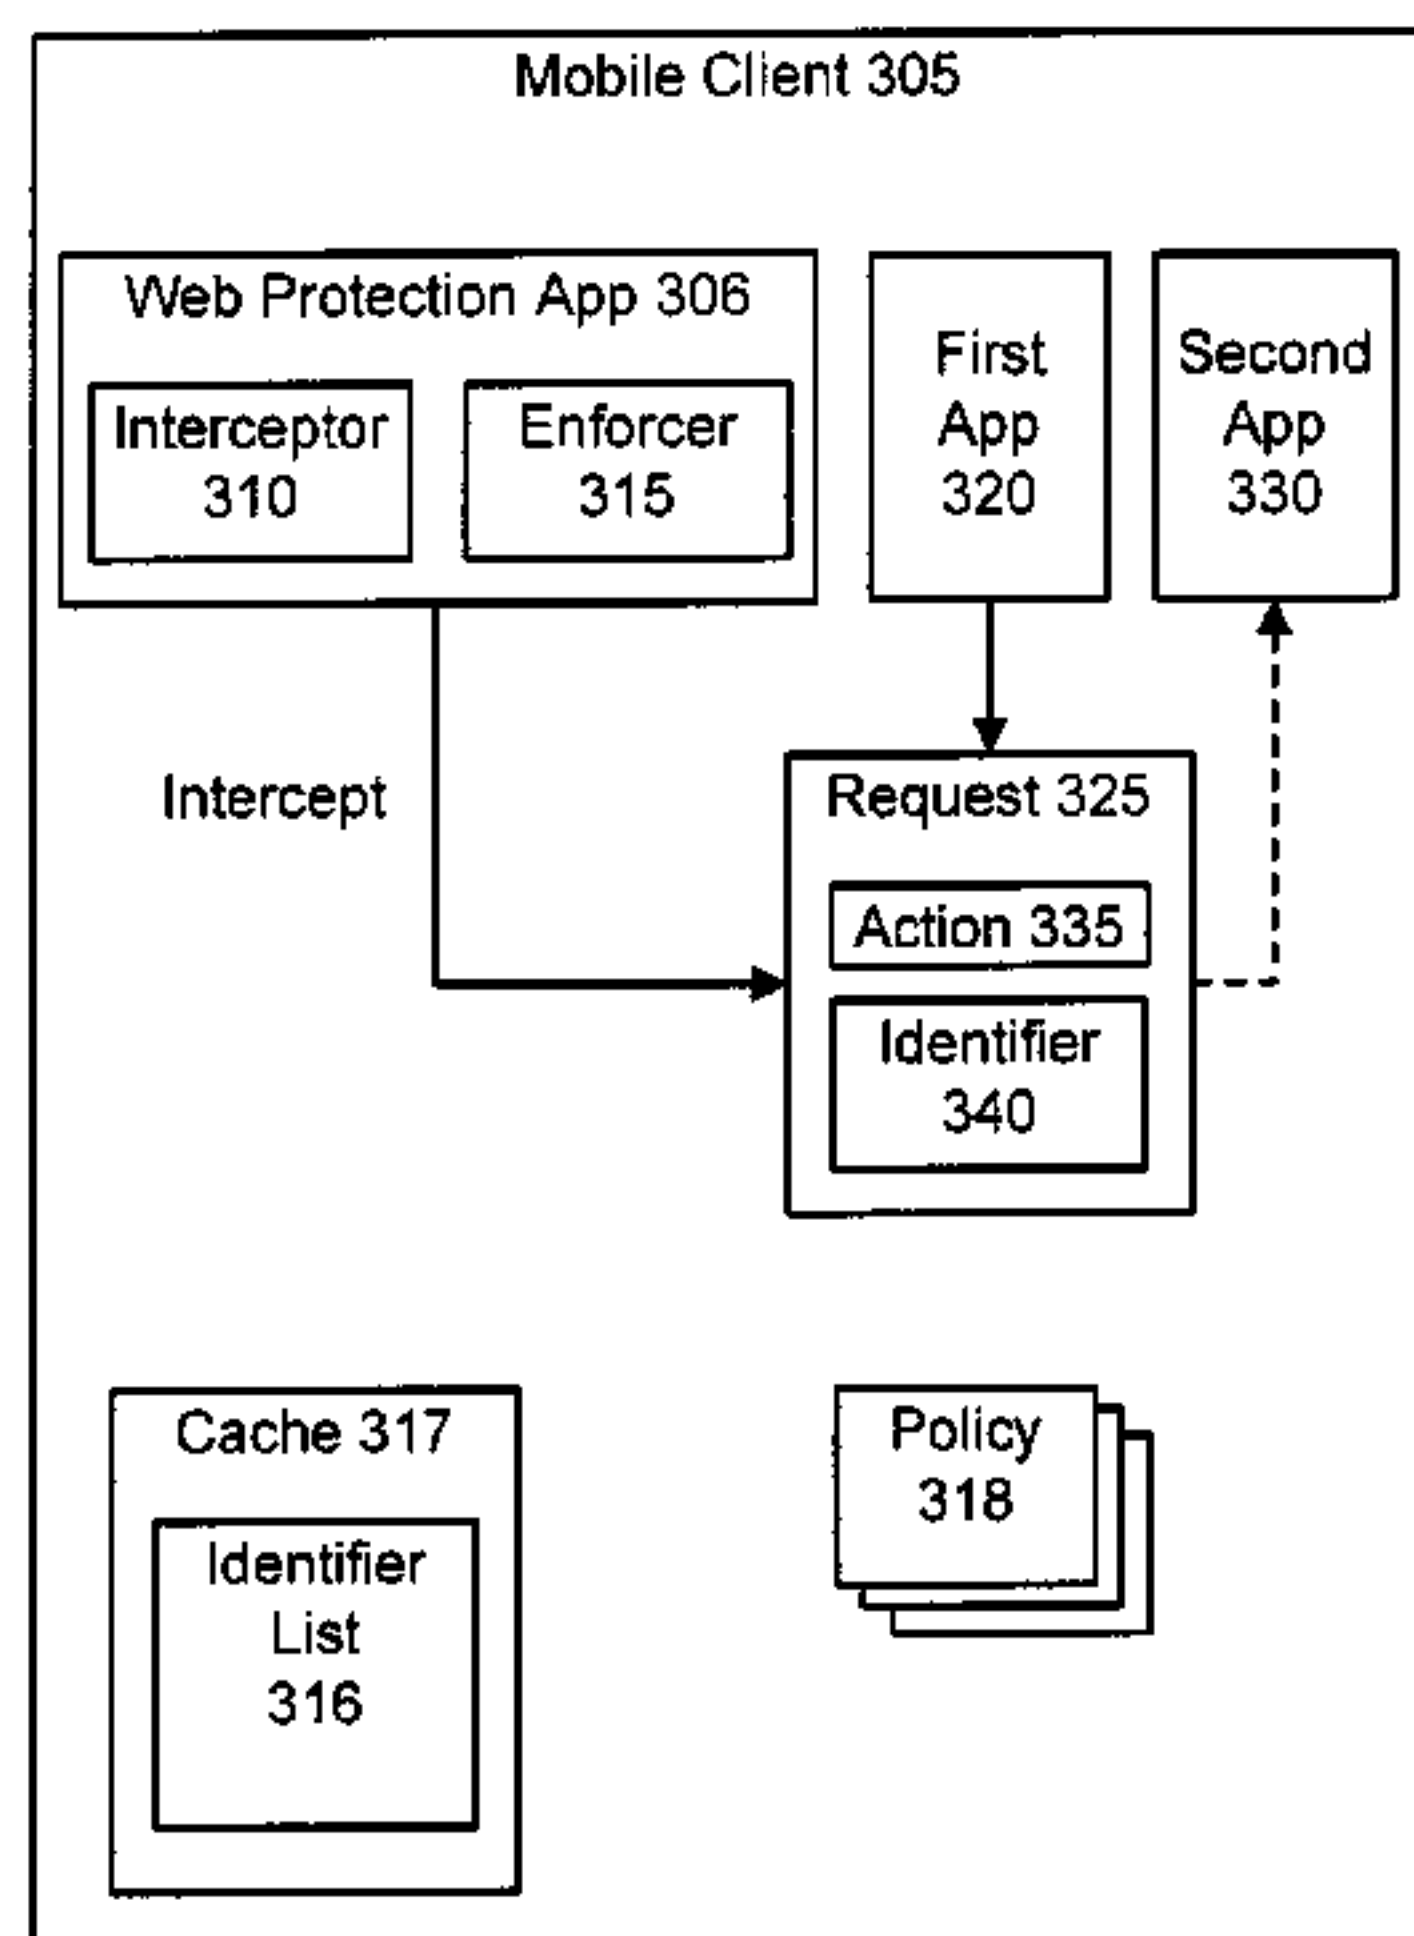 Mobile Client 305
Web Protection App 306
Interceptor
310
Enforcer
315
First
App
320
Second
App
330
Intercept
Request 325
Action 335
Identifier
340
Cache 317
Identifier
List
316
Policy
318